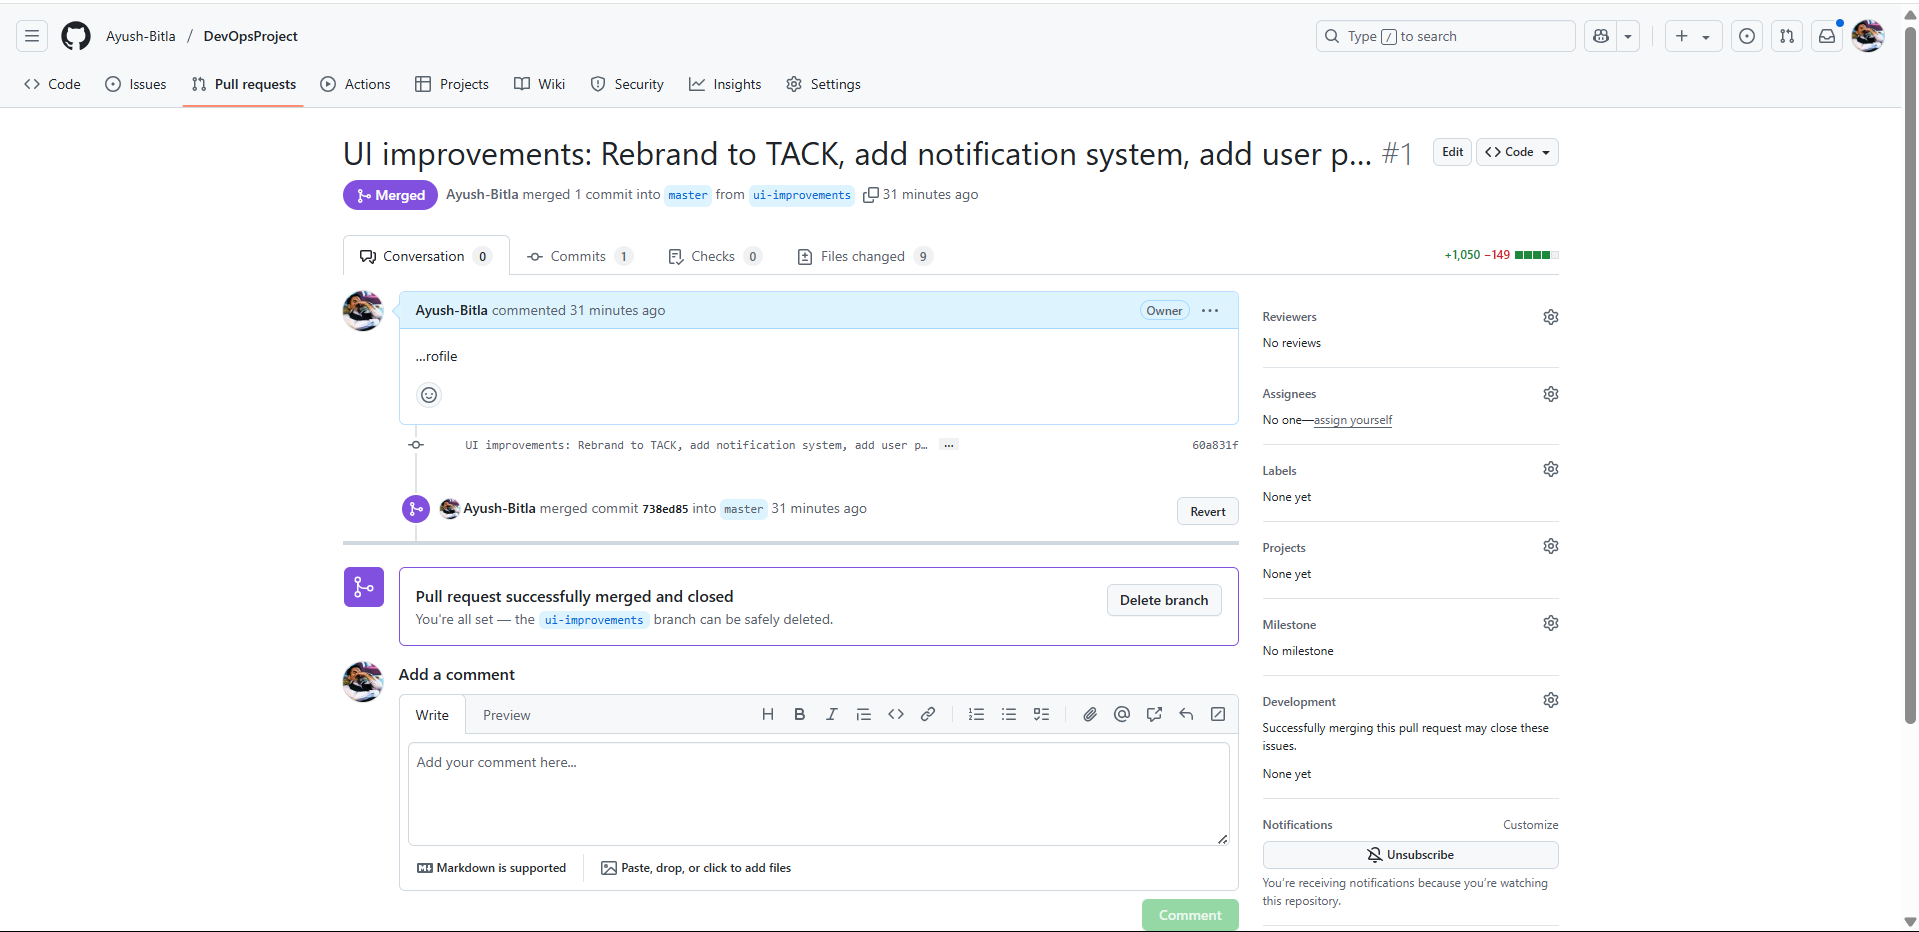 Ayush-Bitla / DevOpsProject
Type / to search
Code Issues Pull requests Actions Projects Wiki Security Insights Settings
UI improvements: Rebrand to TACK, add notification system, add user p... #1
Edit
Code
Merged Ayush-Bitla merged 1 commit into master from ui-improvements 31 minutes ago
Conversation 0 Commits 1 Checks 0 Files changed 9
+1,050 −149
Ayush-Bitla commented 31 minutes ago
Owner
…rofile
UI improvements: Rebrand to TACK, add notification system, add user p…
...
60a831f
Ayush-Bitla merged commit 738ed85 into master 31 minutes ago
Revert
Pull request successfully merged and closed
You're all set — the ui-improvements branch can be safely deleted.
Delete branch
Add a comment
Write Preview
H B I
Add your comment here...
Markdown is supported
Paste, drop, or click to add files
Comment
Reviewers
No reviews
Assignees
No one—assign yourself
Labels
None yet
Projects
None yet
Milestone
No milestone
Development
Successfully merging this pull request may close these
issues.
None yet
Notifications
Customize
Unsubscribe
You're receiving notifications because you're watching
this repository.